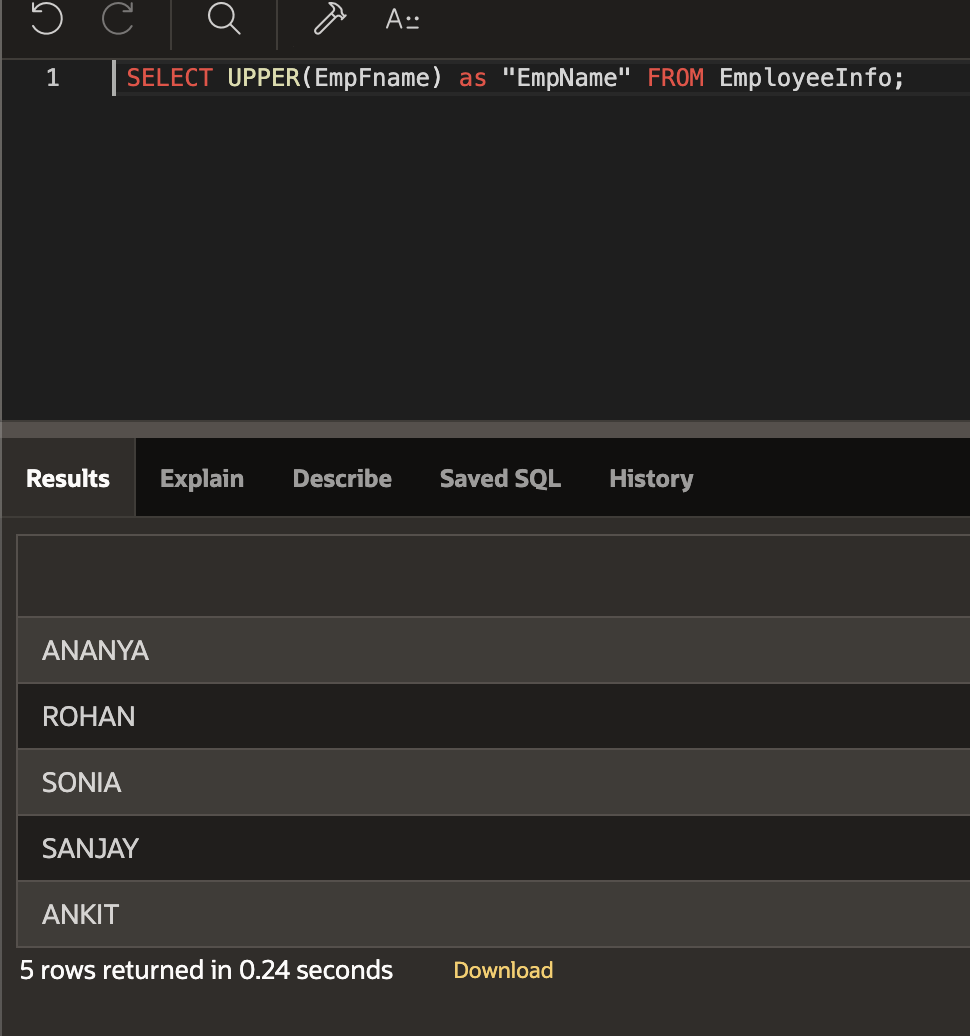 A::
1 SELECT UPPER(EmpFname) as "EmpName" FROM EmployeeInfo;
Results Explain Describe Saved SQL History
ANANYA
ROHAN
SONIA
SANJAY
ANKIT
5 rows returned in 0.24 seconds Download